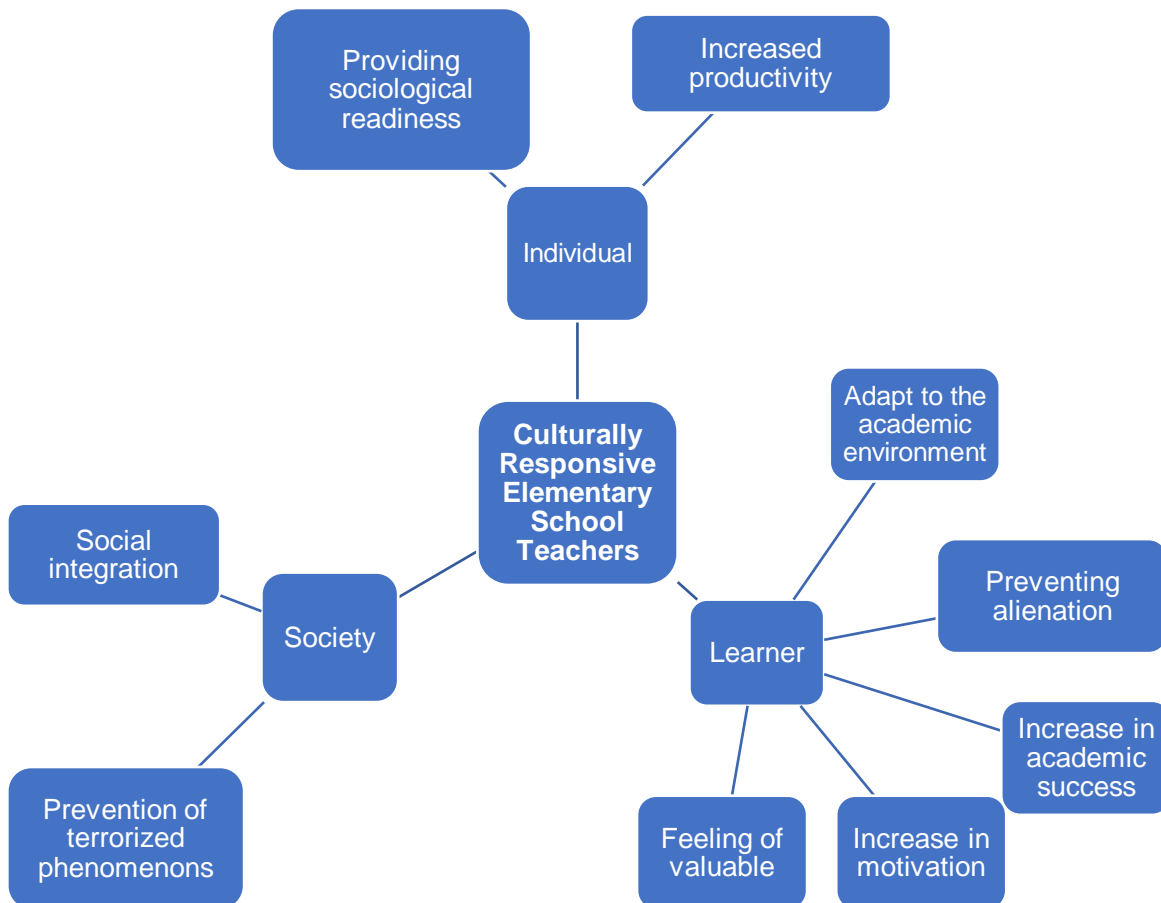 Providing
sociological
readiness
Increased
productivity
Individual
Culturally
Responsive
Elementary
School
Teachers
Adapt to the
academic
environment
Social
integration
Society
Learner
Preventing
alienation
Increase in
academic
success
Prevention of
terrorized
phenomenons
Feeling of
valuable
Increase in
motivation